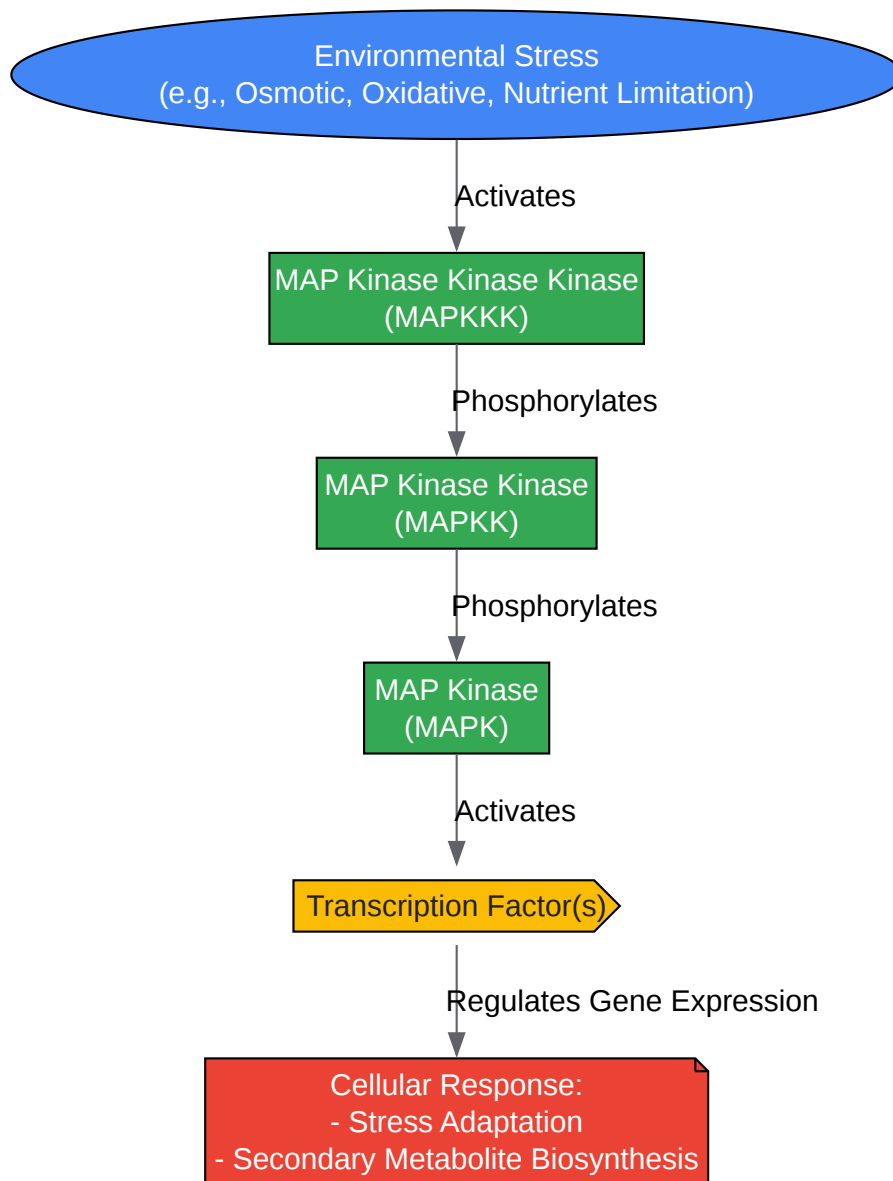 Environmental Stress
(e.g., Osmotic, Oxidative, Nutrient Limitation)
Activates
MAP Kinase Kinase Kinase
(MAPKKK)
Phosphorylates
MAP Kinase Kinase
(MAPKK)
Phosphorylates
MAP Kinase
(MAPK)
Activates
Transcription Factor(s)
Regulates Gene Expression
Cellular Response:
- Stress Adaptation
- Secondary Metabolite Biosynthesis